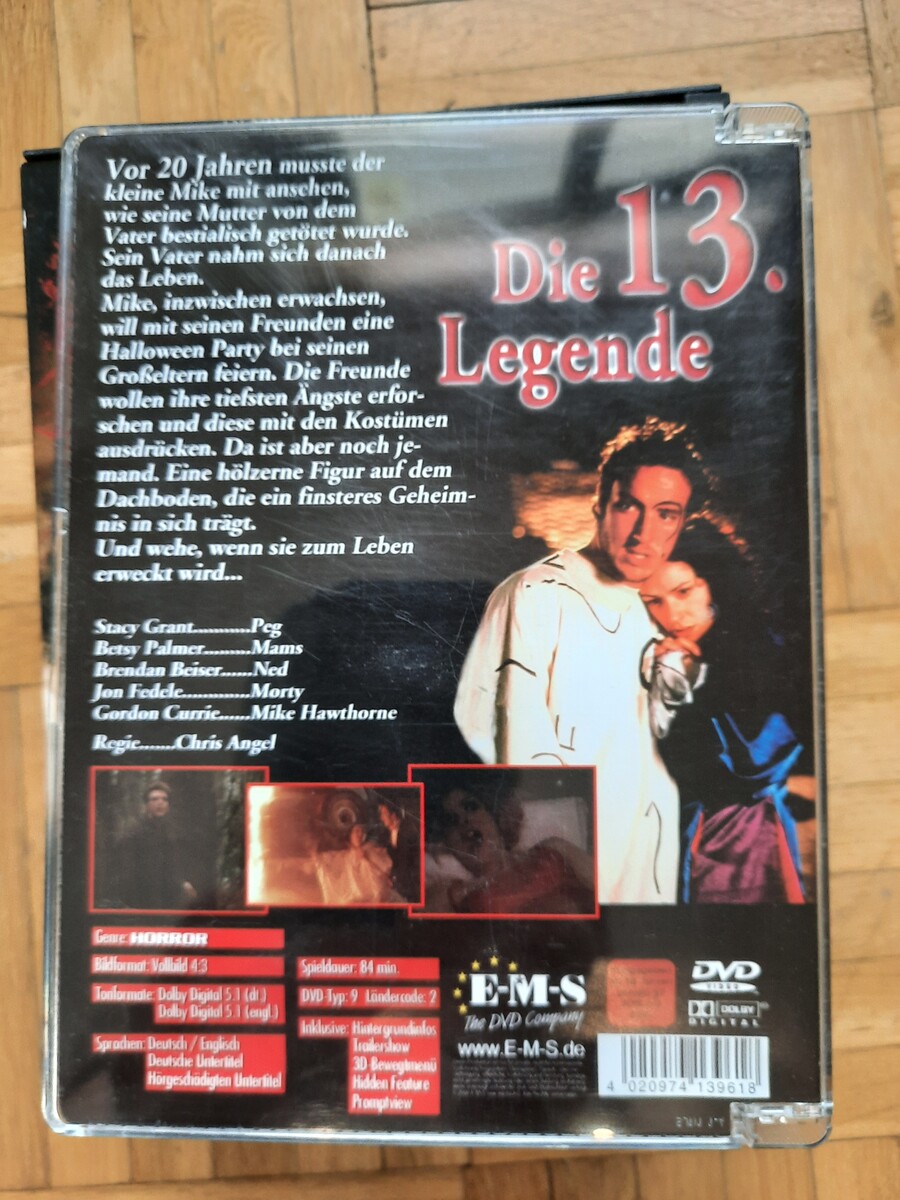 Vor 20 Jahren musste der
kleine Mike mit ansehen,
wie seine Mutter von dem
Vater bestialisch getötet wurde.
Sein Vater nahm sich danach
das Leben.
Mike, inzwischen erwachsen,
will mit seinen Freunden eine
Halloween Party bei seinen
Großeltern feiern. Die Freunde
wollen ihre tiefsten Ängste erfor-
schen und diese mit den Kostümen
ausdrücken. Da ist aber noch je-
mand. Eine hölzerne Figur auf dem
Dachboden, die ein finsteres Geheim-
nis in sich trägt.
Und wehe, wenn sie zum Leben
erweckt wird...
Die 13.
Legende
Stacy Grant...........Peg
Betsy Palmer.........Mams
Brendan Beiser......Ned
Jon Fedele.............Morty
Gordon Currie......Mike Hawthorne
Regie.......Chris Angel
Genre: HORROR
Bildformat: Vollbild 4:3
Tonformate: Dolby Digital 5.1 (dt.)
Dolby Digital 5.1 (engl.)
Sprachen: Deutsch / Englisch
Deutsche Untertitel
Hörgeschädigten Untertitel
Spieldauer: 84 min.
DVD-Typ: 9 Ländercode: 2
Inklusive: Hintergrundinfos
Trailershow
3D Bewegtmenü
Hidden Feature
Promptview
E-M-S
The DVD Company
www.E-M-S.de
DVD
VIDEO
DOLBY
DIGITAL
4 020974 139618